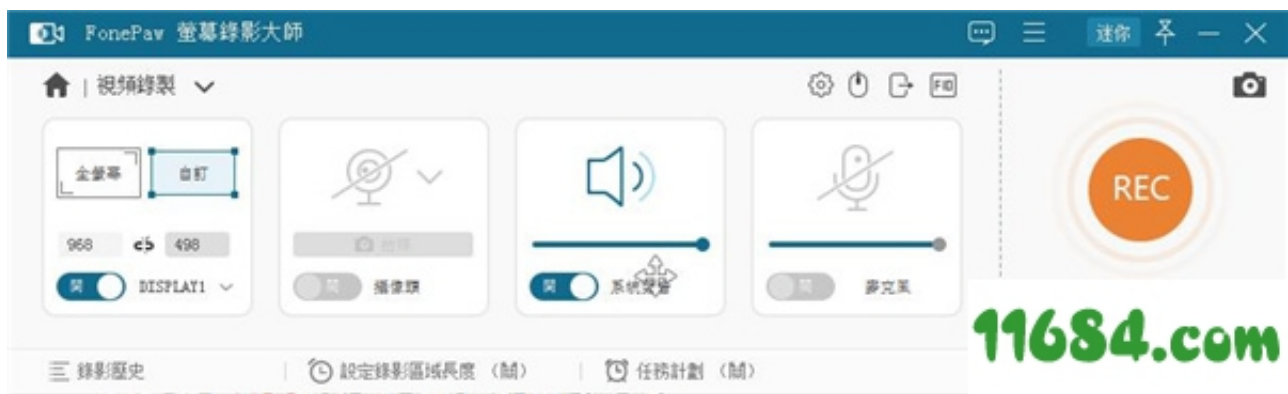 FonePaw 螢幕錄影大師
迷你
| 視頻錄製
全螢幕 自訂
REC
968 498
拍照
開 DISPLAY1
開 系統聲音
攝像頭
麥克風
錄影歷史
設定錄影區域長度 (關)
任務計劃 (關)
11684.com